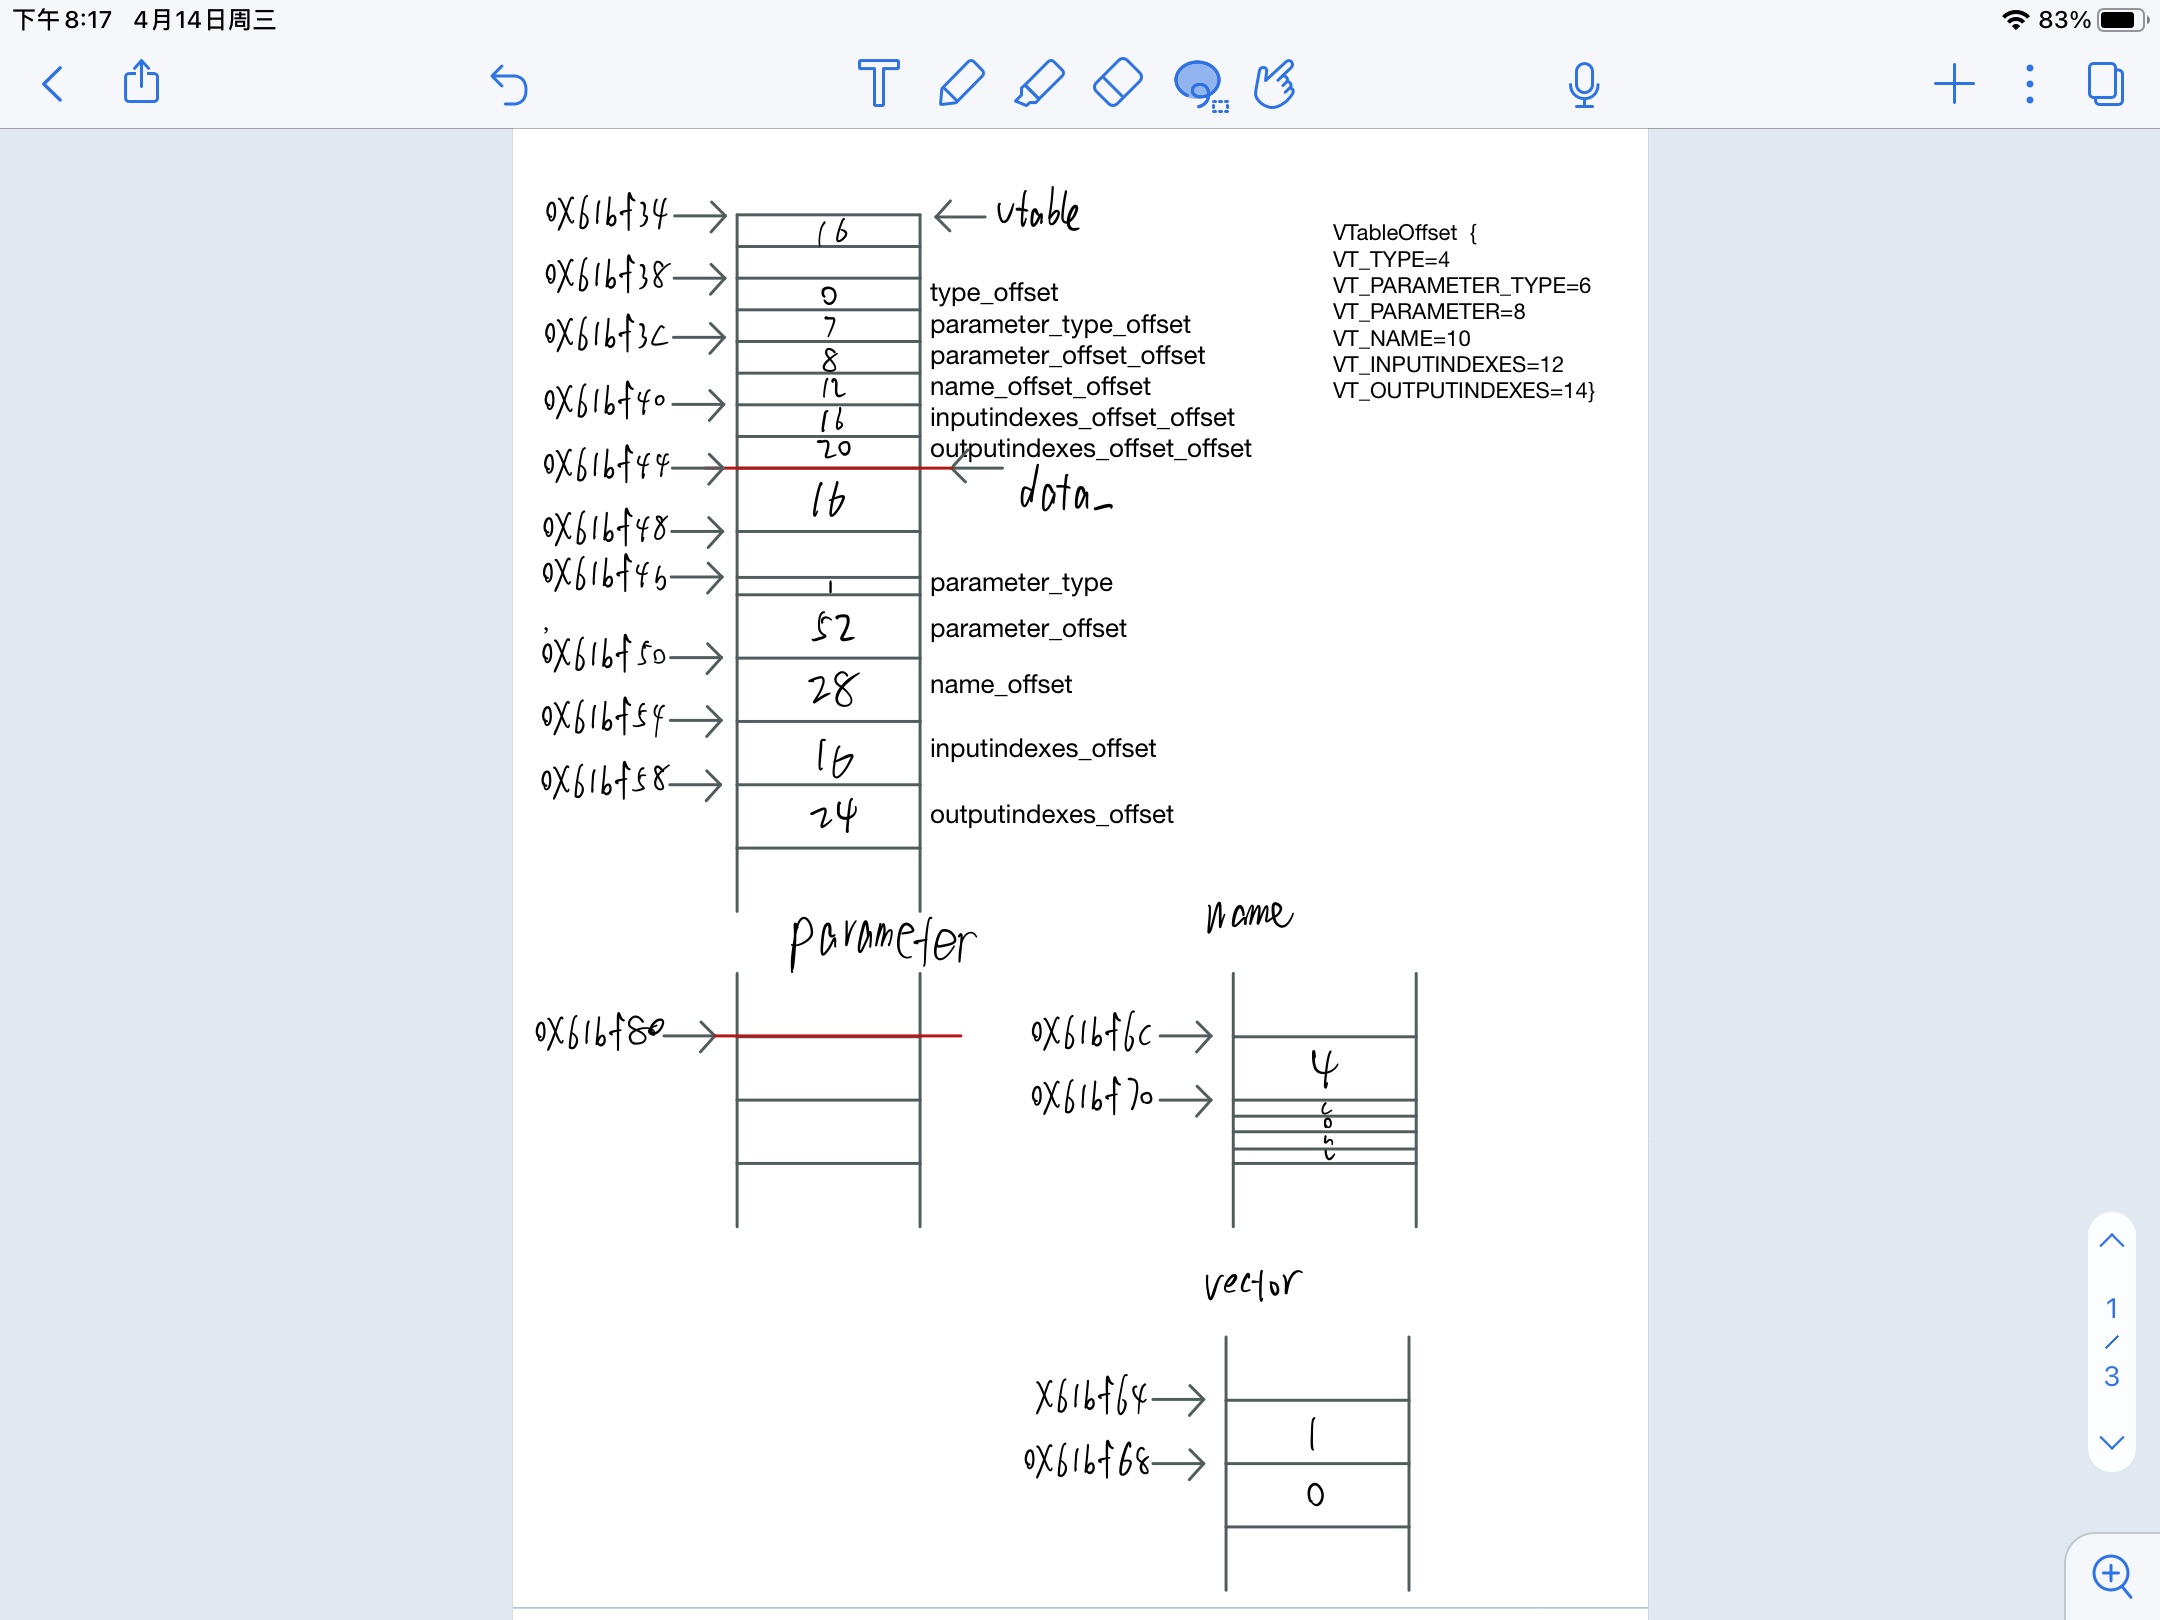 下午8:17 4月14日周三
83%
0X61bf34
16
vtable
VTableOffset {
VT_TYPE=4
VT_PARAMETER_TYPE=6
VT_PARAMETER=8
VT_NAME=10
VT_INPUTINDEXES=12
VT_OUTPUTINDEXES=14}
0X61bf38
0
type_offset
0X61bf3c
7
parameter_type_offset
8
parameter_offset_offset
12
name_offset_offset
0X61bf40
16
inputindexes_offset_offset
20
outputindexes_offset_offset
0X61bf44
16
data_
0X61bf48
0X61bf4b
1
parameter_type
52
parameter_offset
0X61bf50
28
name_offset
0X61bf54
16
inputindexes_offset
0X61bf58
24
outputindexes_offset
parameter
0X61bf80
name
0X61bf6c
4
0X61bf70
c
o
n
v
vector
X61bf64
1
0X61bf68
0
1
/
3